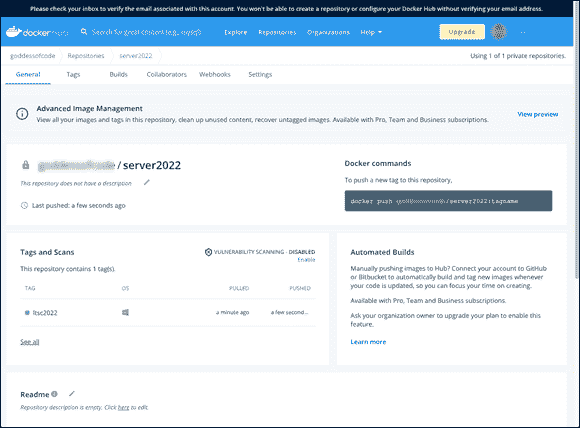 Please check your inbox to verify the email associated with this account. You won't be able to create a repository or configure your Docker Hub without verifying your email address.
docker
Search for great content (e.g., mysql)
Explore Repositories Organizations Help Upgrade
goddessofcode Repositories server2022 Using 1 of 1 private repositories.
General Tags Builds Collaborators Webhooks Settings
Advanced Image Management
View all your images and tags in this repository, clean up unused content, recover untagged images. Available with Pro, Team and Business subscriptions.
View preview
/ server2022
This repository does not have a description
Last pushed: a few seconds ago
Docker commands
To push a new tag to this repository,
docker push /server2022:tagname
Tags and Scans
VULNERABILITY SCANNING - DISABLED
Enable
This repository contains 1 tag(s).
TAG OS PULLED PUSHED
ltsc2022 a minute ago a few second...
See all
Automated Builds
Manually pushing images to Hub? Connect your account to GitHub
or Bitbucket to automatically build and tag new images whenever
your code is updated, so you can focus your time on creating.
Available with Pro, Team and Business subscriptions.
Ask your organization owner to upgrade your plan to enable this
feature.
Learn more
Readme
Repository description is empty. Click here to edit.